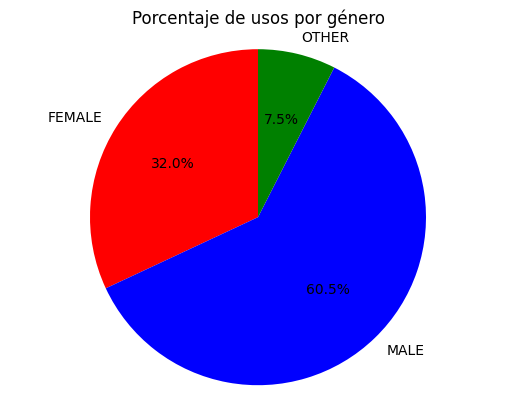 Porcentaje de usos por género
OTHER
7.5%
FEMALE
32.0%
60.5%
MALE